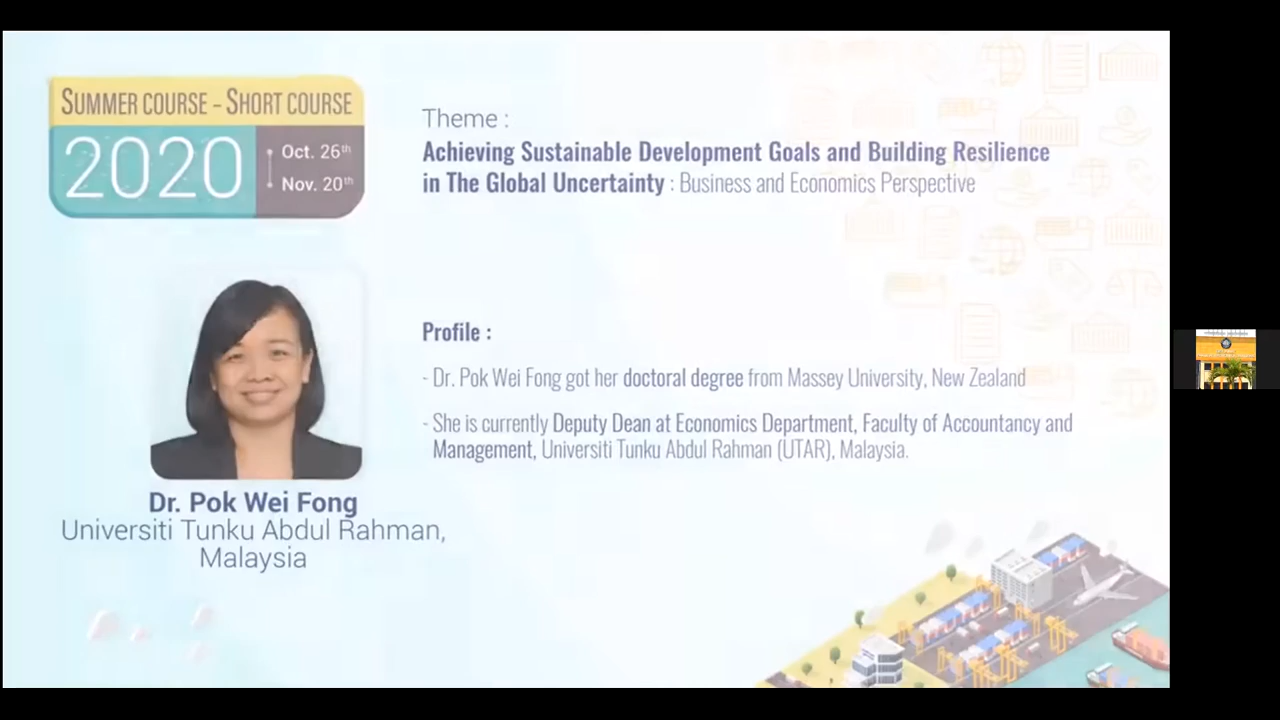 SUMMER COURSE – SHORT COURSE
2020
Oct. 26th
Nov. 20th
Theme :
Achieving Sustainable Development Goals and Building Resilience
in The Global Uncertainty : Business and Economics Perspective
Profile :
- Dr. Pok Wei Fong got her doctoral degree from Massey University, New Zealand
- She is currently Deputy Dean at Economics Department, Faculty of Accountancy and
Management, Universiti Tunku Abdul Rahman (UTAR), Malaysia.
Dr. Pok Wei Fong
Universiti Tunku Abdul Rahman,
Malaysia